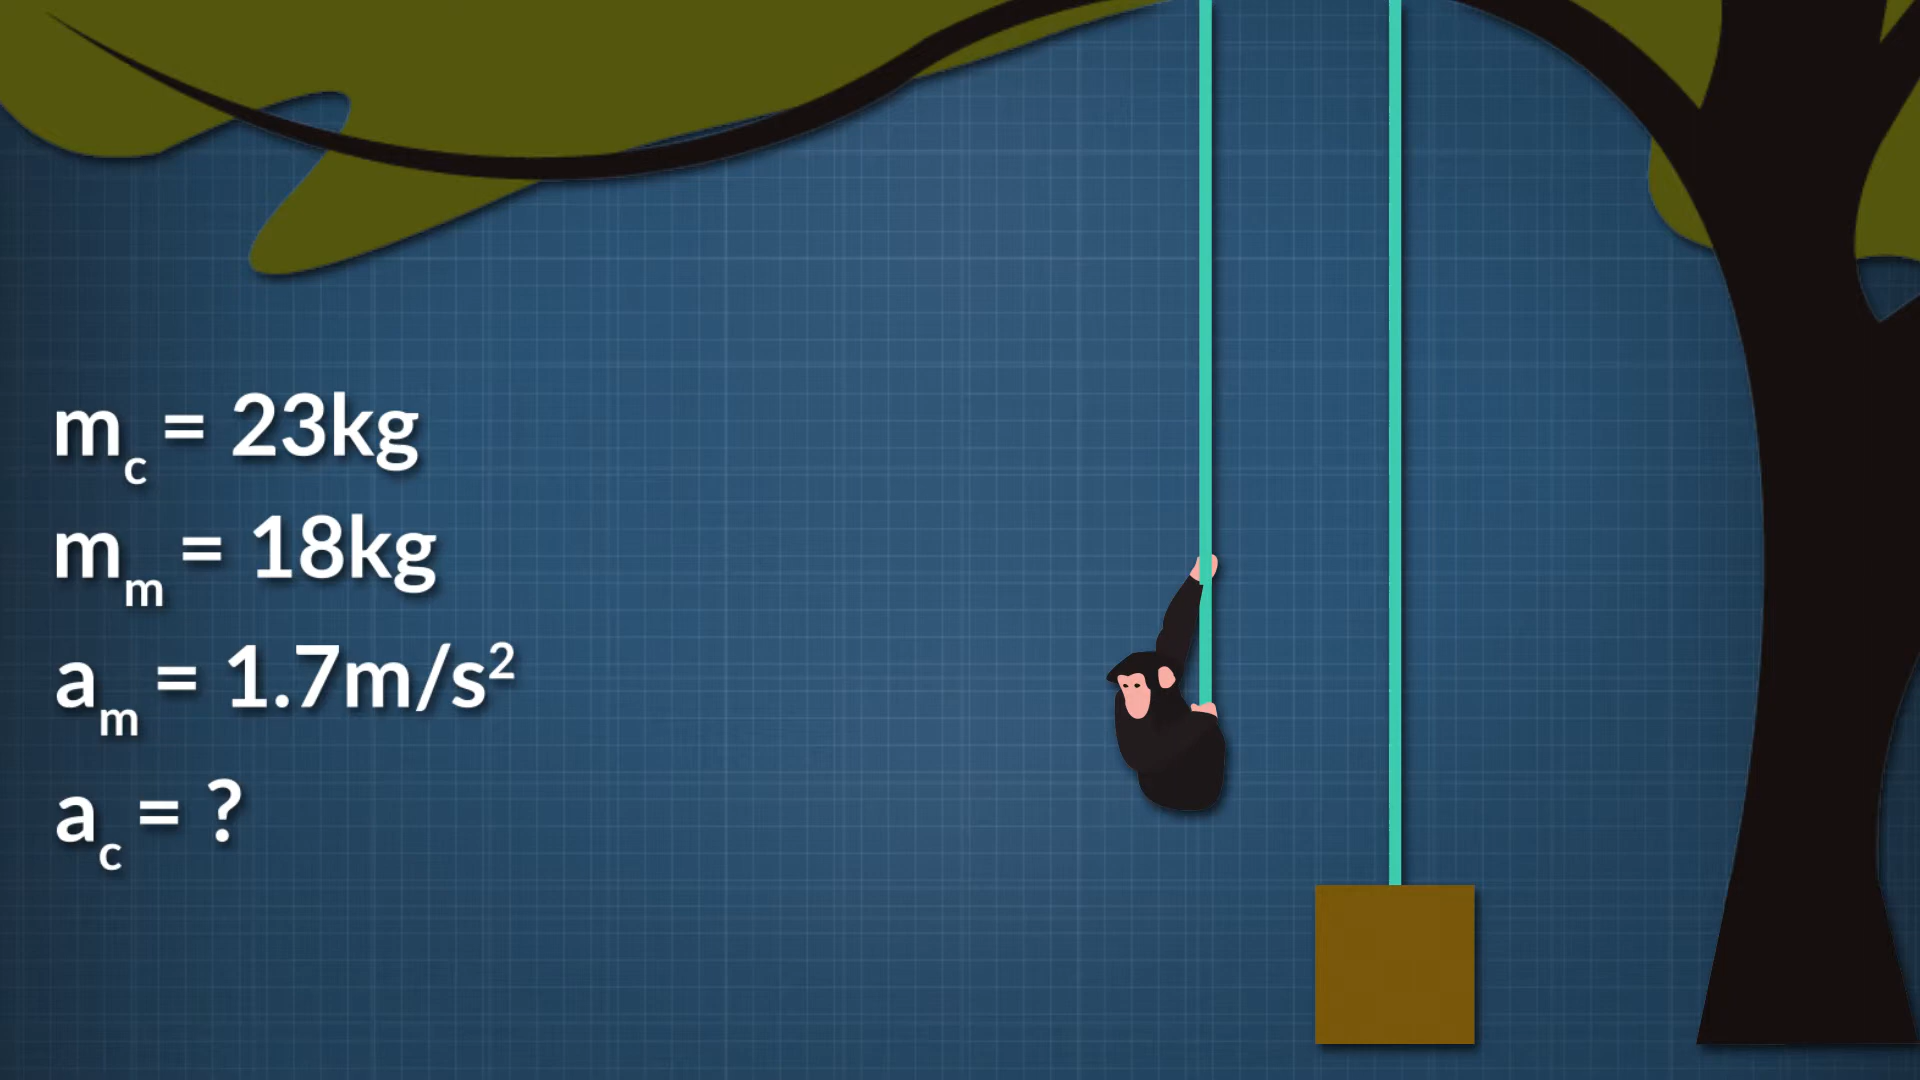 m_c = 23kg
m_m = 18kg
a_m = 1.7m/s²
a_c = ?